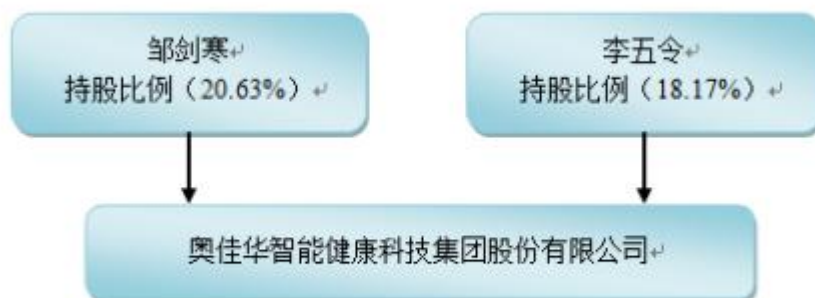 邹剑寒
持股比例（20.63%）
李五令
持股比例（18.17%）
奥佳华智能健康科技集团股份有限公司